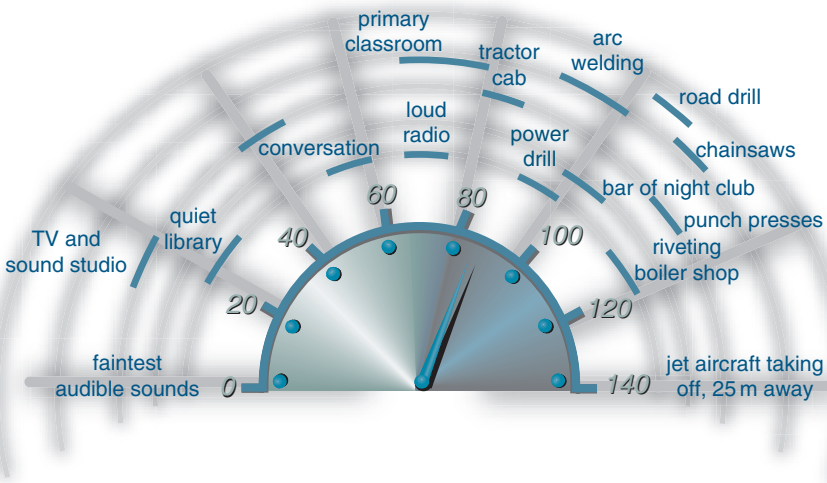 primary
classroom
tractor
cab
arc
welding
road drill
loud
radio
power
drill
chainsaws
conversation
bar of night club
60
80
quiet
library
punch presses
TV and
sound studio
40
100
riveting
boiler shop
20
120
faintest
audible sounds
0
140
jet aircraft taking
off, 25 m away